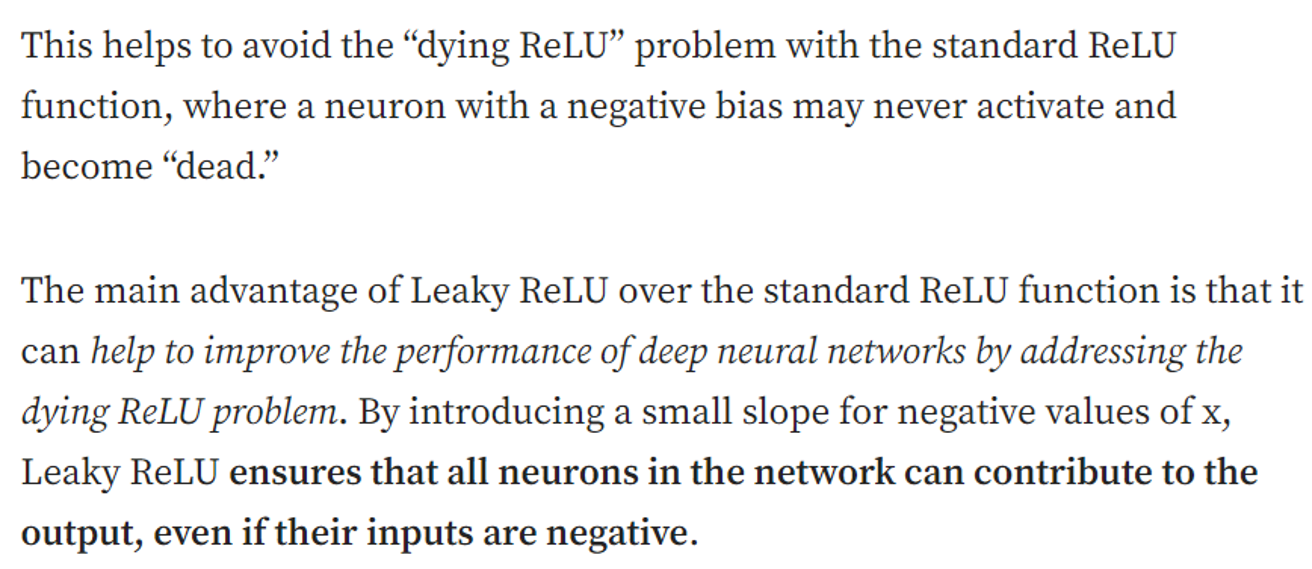 This helps to avoid the “dying ReLU” problem with the standard ReLU
function, where a neuron with a negative bias may never activate and
become “dead.”
The main advantage of Leaky ReLU over the standard ReLU function is that it
can help to improve the performance of deep neural networks by addressing the
dying ReLU problem. By introducing a small slope for negative values of x,
Leaky ReLU ensures that all neurons in the network can contribute to the
output, even if their inputs are negative.